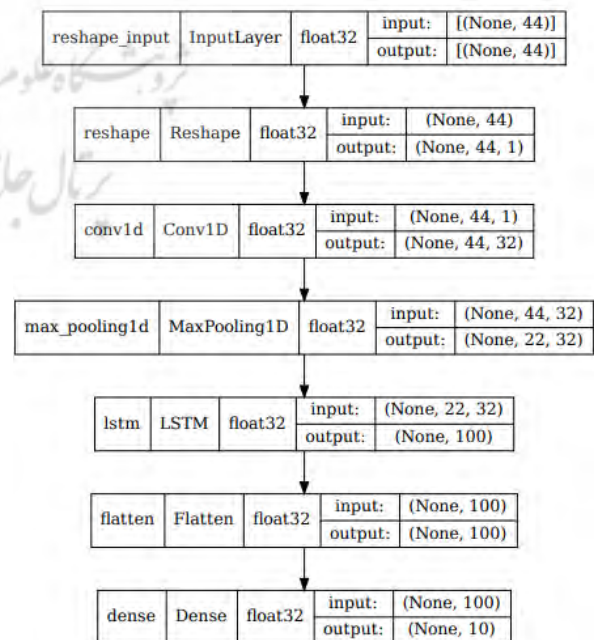 reshape_input InputLayer float32 input: [(None, 44)]
output: [(None, 44)]
reshape Reshape float32 input: (None, 44)
output: (None, 44, 1)
conv1d Conv1D float32 input: (None, 44, 1)
output: (None, 44, 32)
max_pooling1d MaxPooling1D float32 input: (None, 44, 32)
output: (None, 22, 32)
lstm LSTM float32 input: (None, 22, 32)
output: (None, 100)
flatten Flatten float32 input: (None, 100)
output: (None, 100)
dense Dense float32 input: (None, 100)
output: (None, 10)